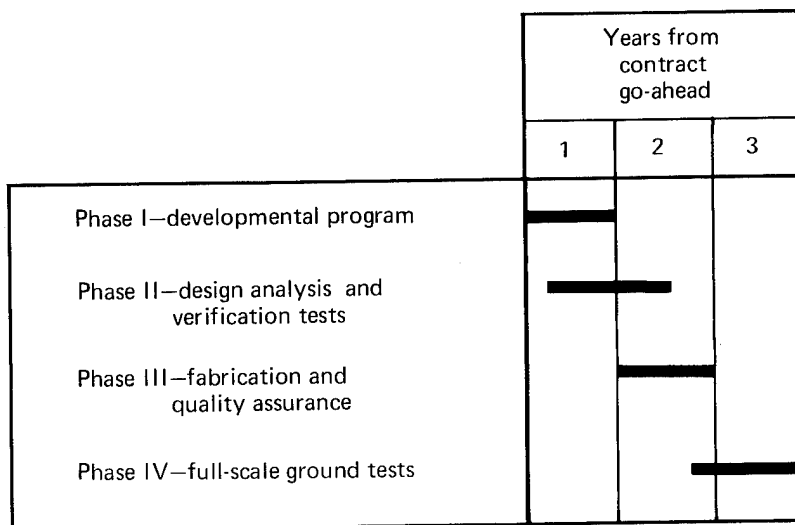 Years from
contract
go-ahead
1 2 3
Phase I—developmental program
Phase II—design analysis and
verification tests
Phase III—fabrication and
quality assurance
Phase IV—full-scale ground tests